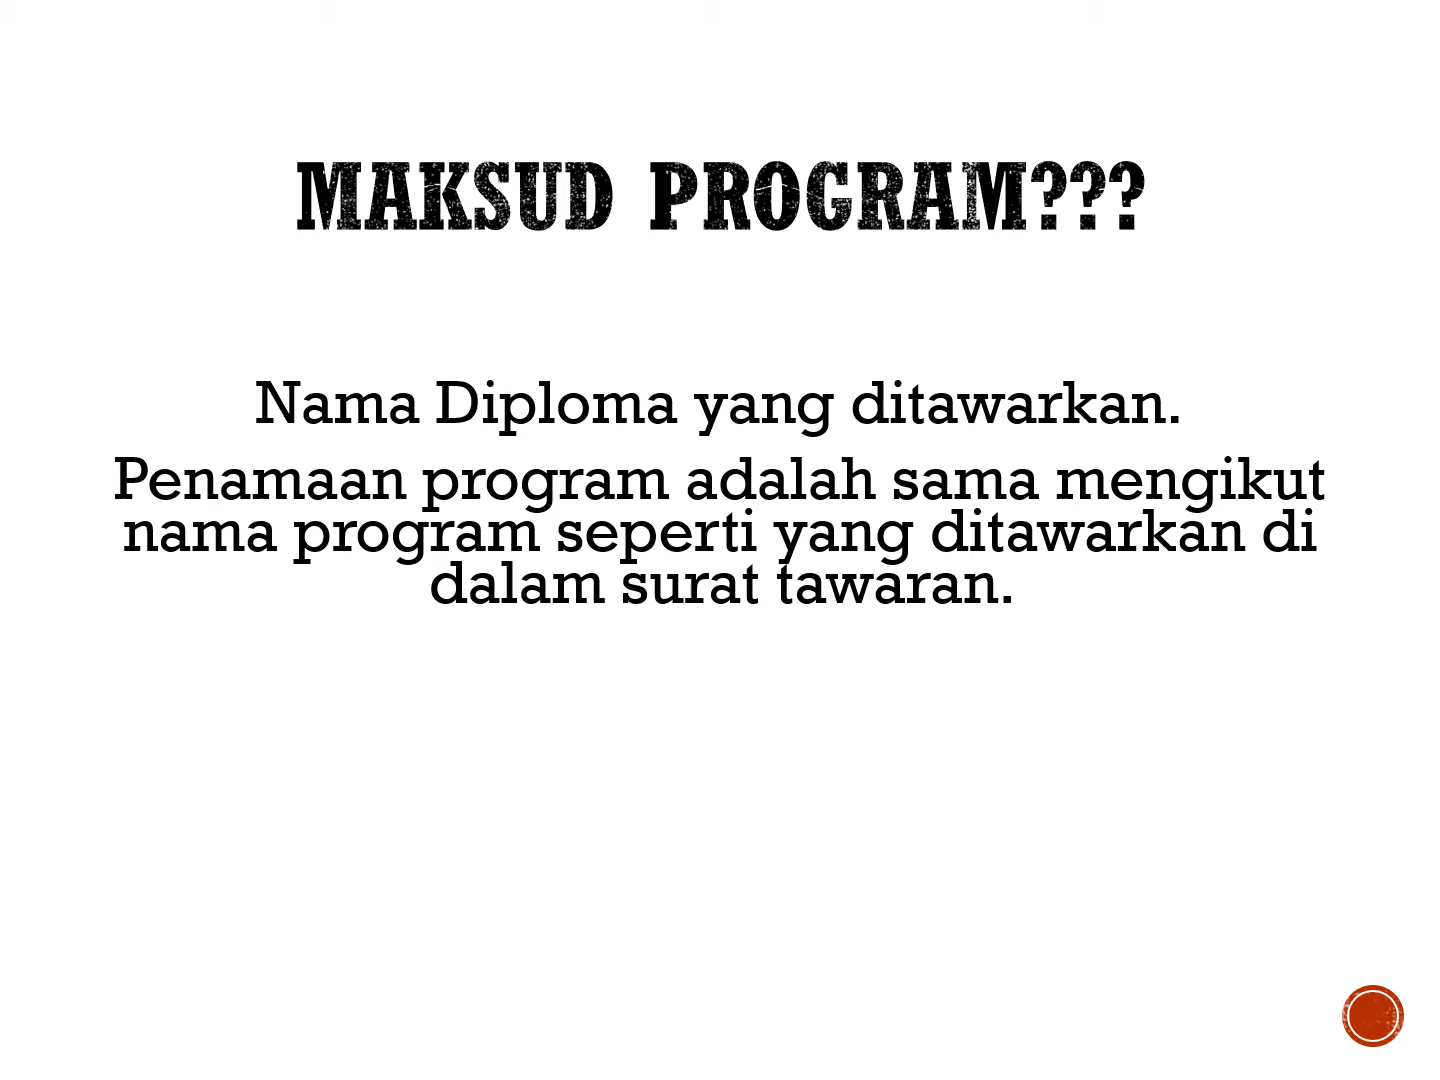 MAKSUD PROGRAM???
Nama Diploma yang ditawarkan.
Penamaan program adalah sama mengikut
nama program seperti yang ditawarkan di
dalam surat tawaran.